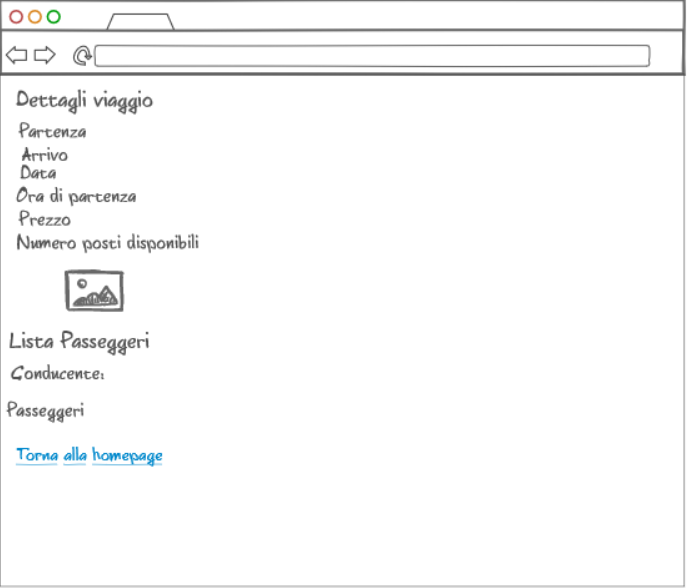 Dettagli viaggio
Partenza
Arrivo
Data
Ora di partenza
Prezzo
Numero posti disponibili
Lista Passeggeri
Conducente:
Passeggeri
Torna alla homepage